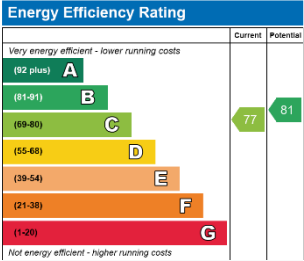 Energy Efficiency Rating
Current Potential
Very energy efficient - lower running costs
(92 plus) A
(81-91) B
(69-80) C
(55-68) D
(39-54) E
(21-38) F
(1-20) G
77
81
Not energy efficient - higher running costs